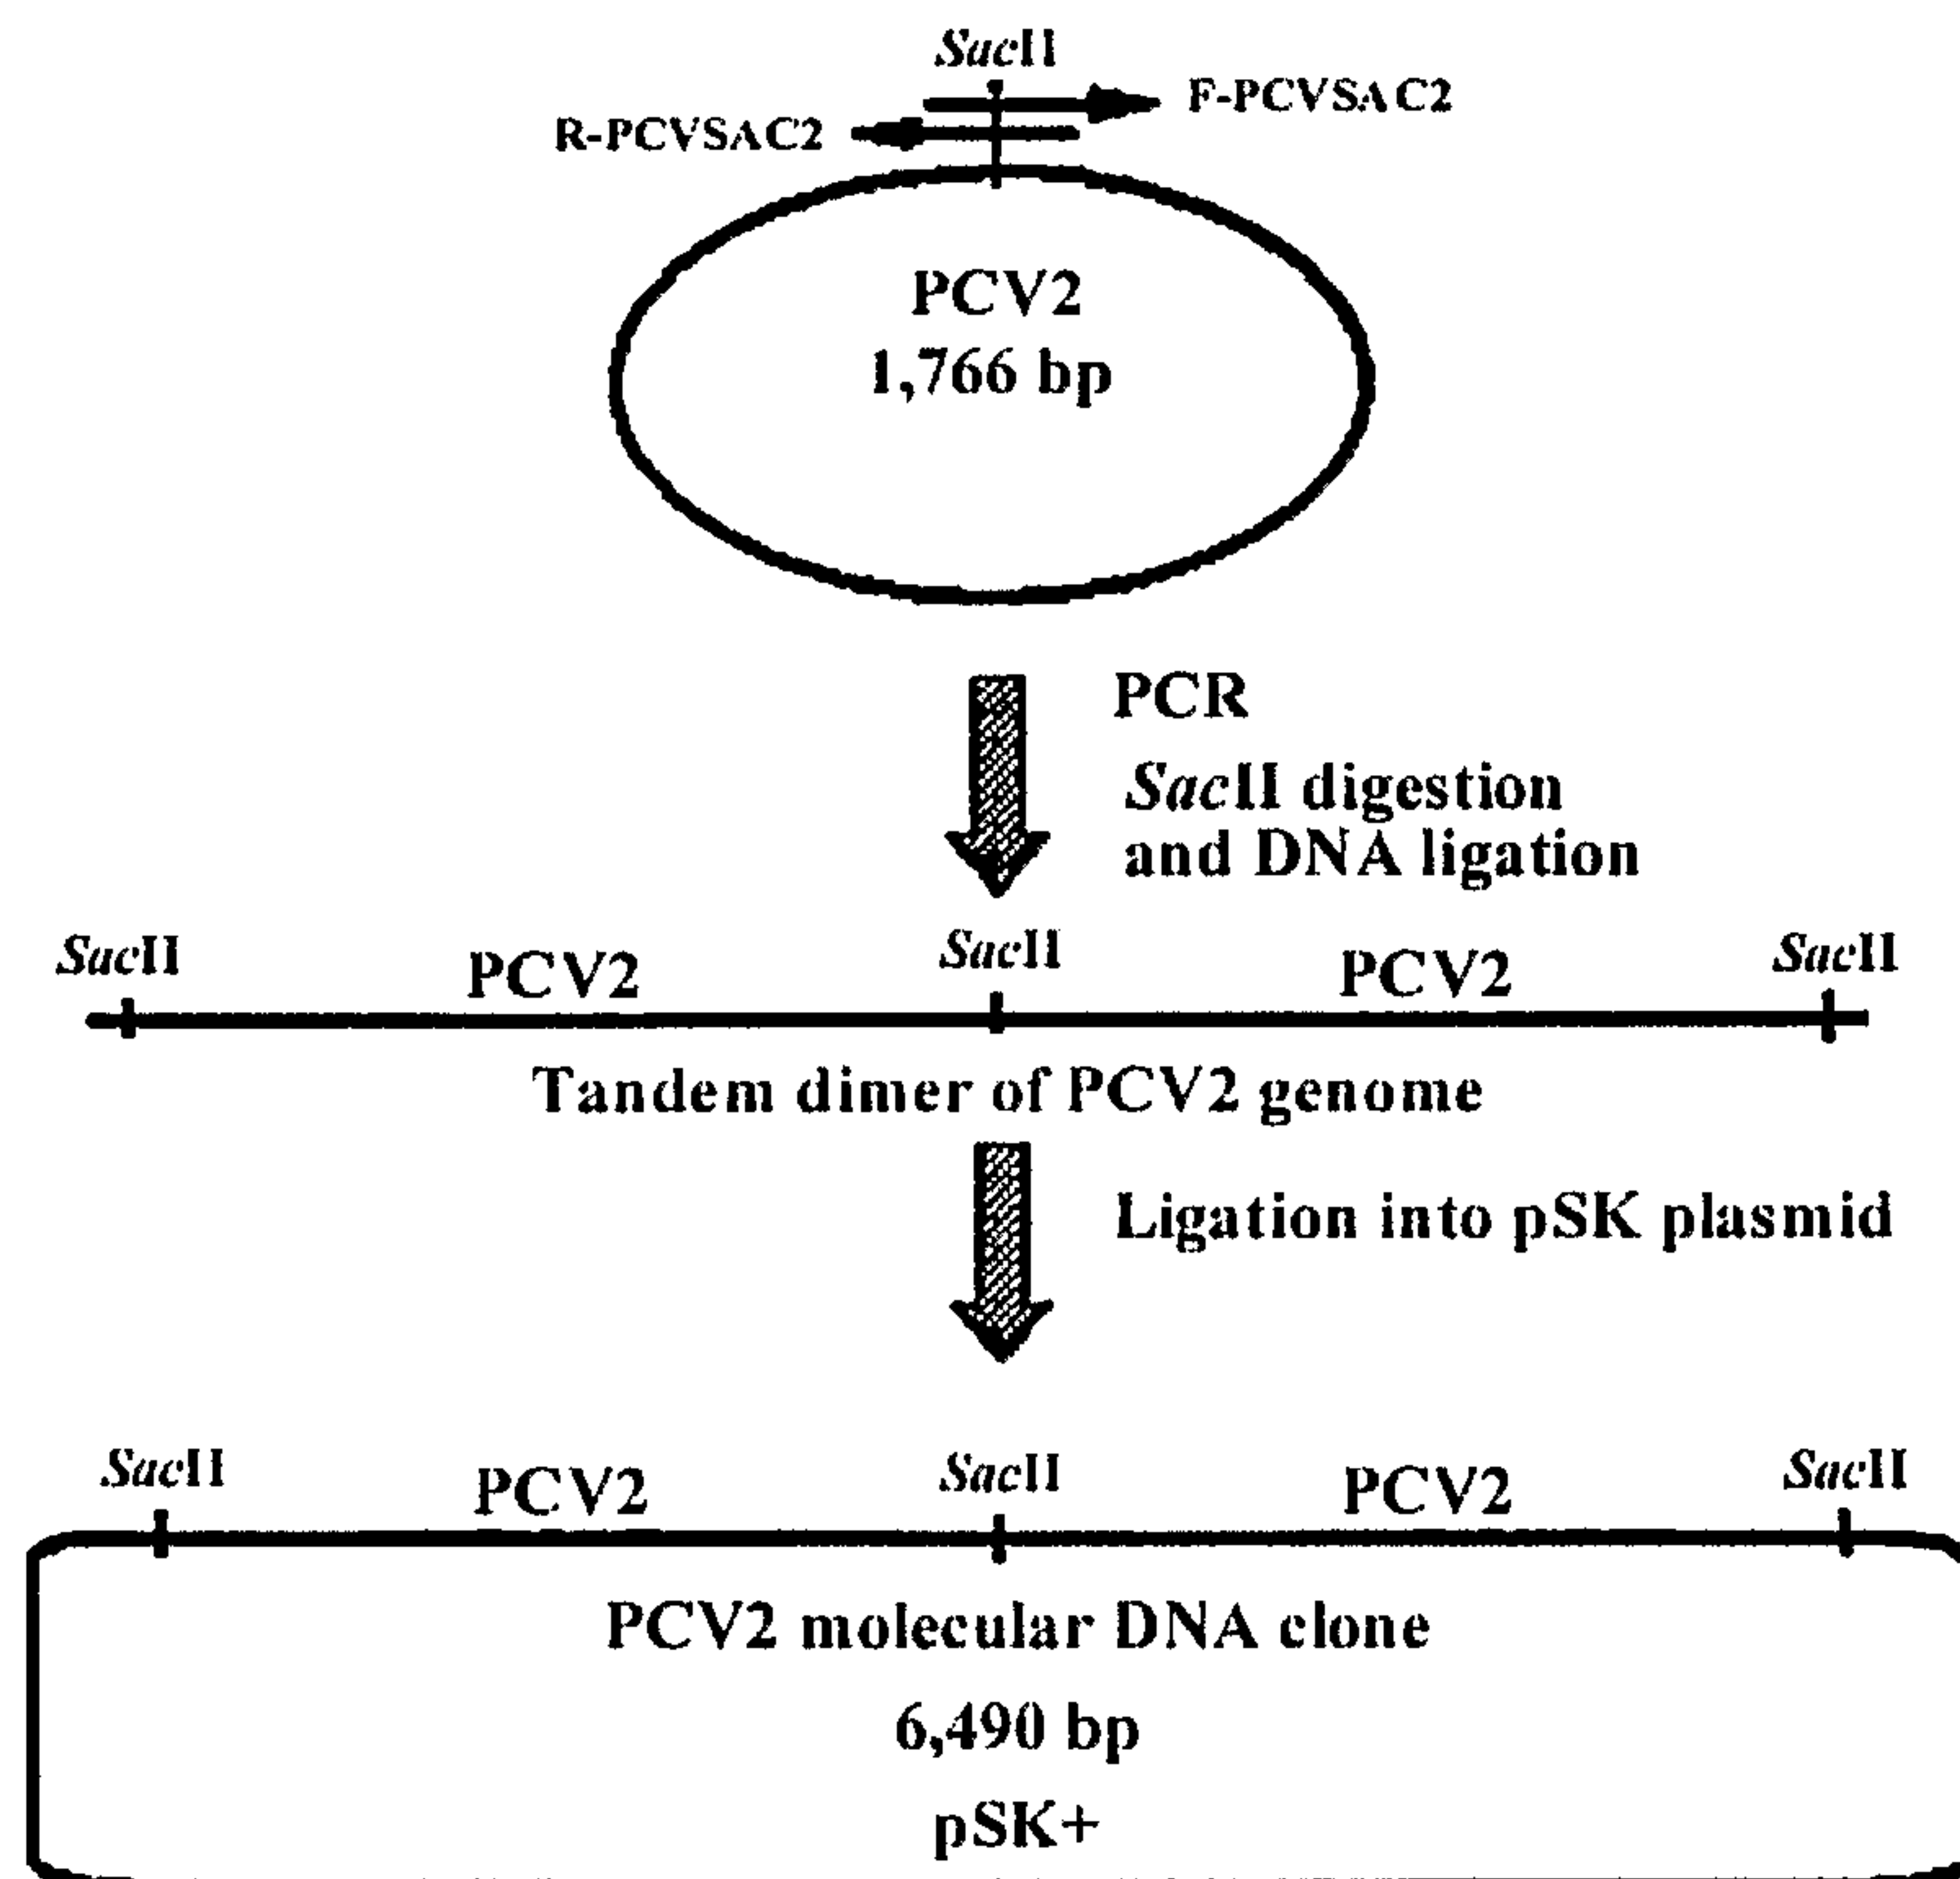 SacII
F-PCVSAC2
R-PCVSAC2
PCV2
1,766 bp
PCR
SacII digestion
and DNA ligation
SacII PCV2 SacII PCV2 SacII
Tandem dimer of PCV2 genome
Ligation into pSK plasmid
SacII PCV2 SacII PCV2 SacII
PCV2 molecular DNA clone
6,490 bp
pSK+